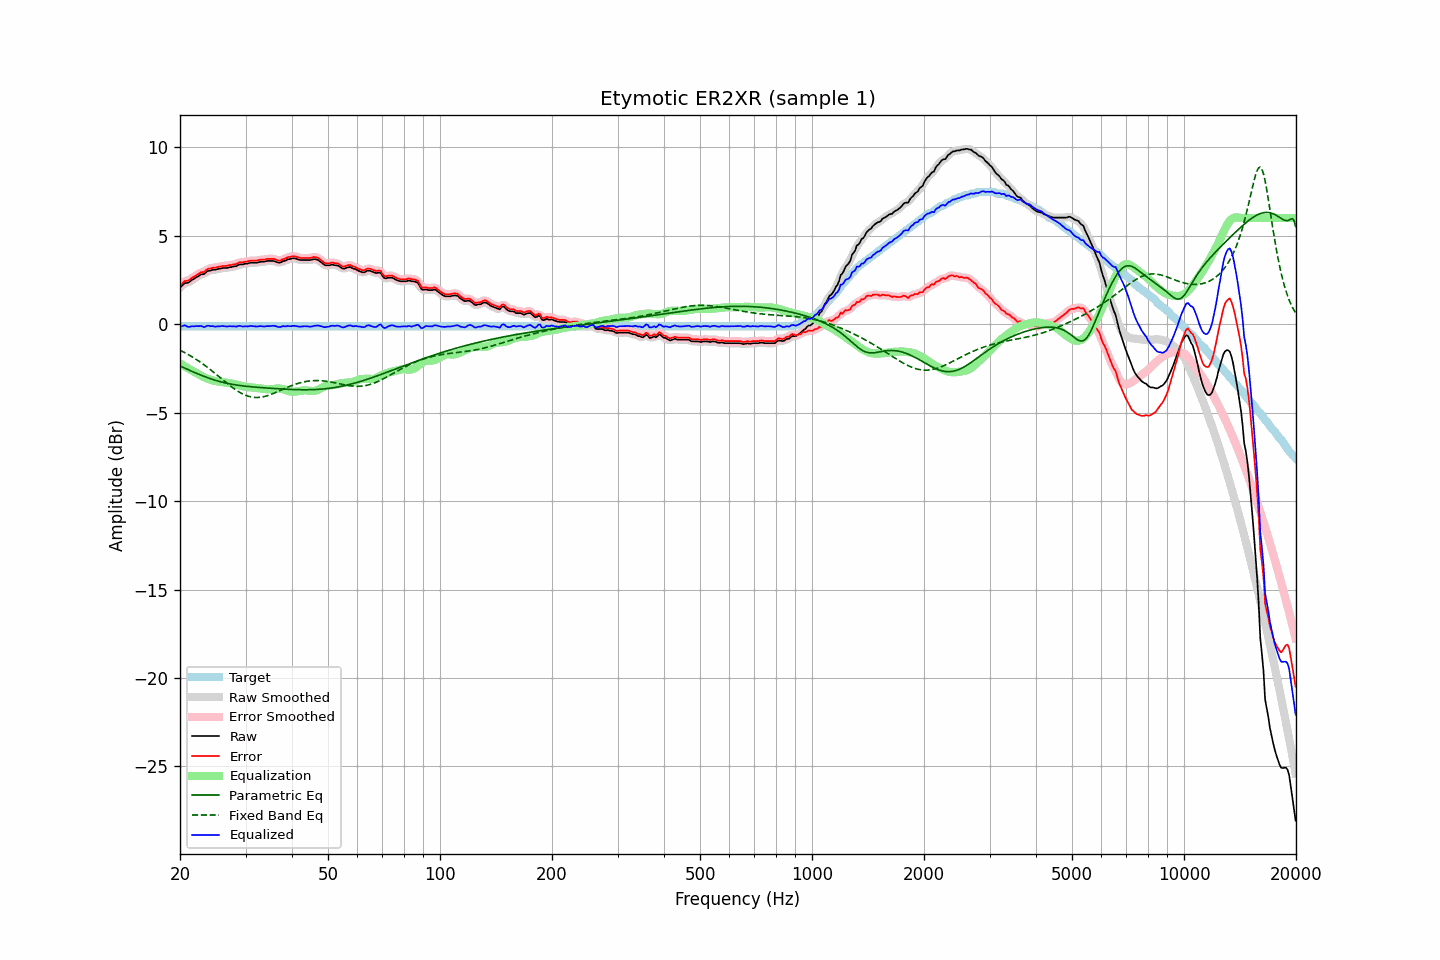 Etymotic ER2XR (sample 1)
10
5
0
−5
−10
−15
−20
−25
Amplitude (dBr)
Target
Raw Smoothed
Error Smoothed
Raw
Error
Equalization
Parametric Eq
Fixed Band Eq
Equalized
20 50 100 200 500 1000 2000 5000 10000 20000
Frequency (Hz)